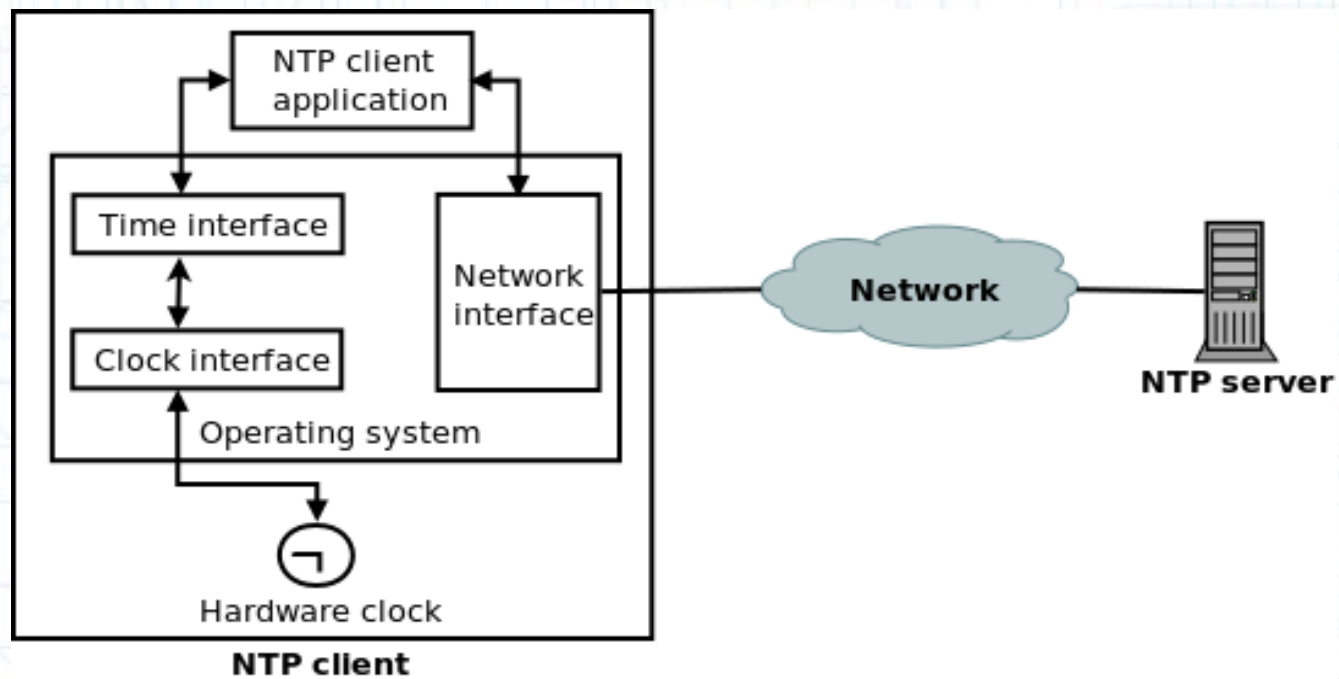 NTP client
application
Time interface
Network
interface
Clock interface
Operating system
Hardware clock
NTP client
Network
NTP server